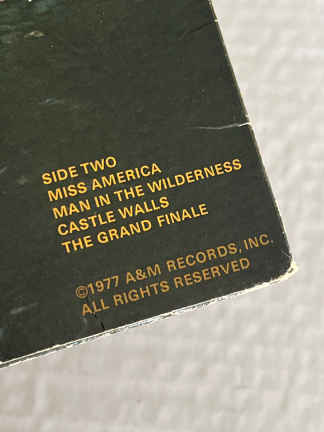 SIDE TWO
MISS AMERICA
MAN IN THE WILDERNESS
CASTLE WALLS
THE GRAND FINALE
©1977 A&M RECORDS, INC.
ALL RIGHTS RESERVED